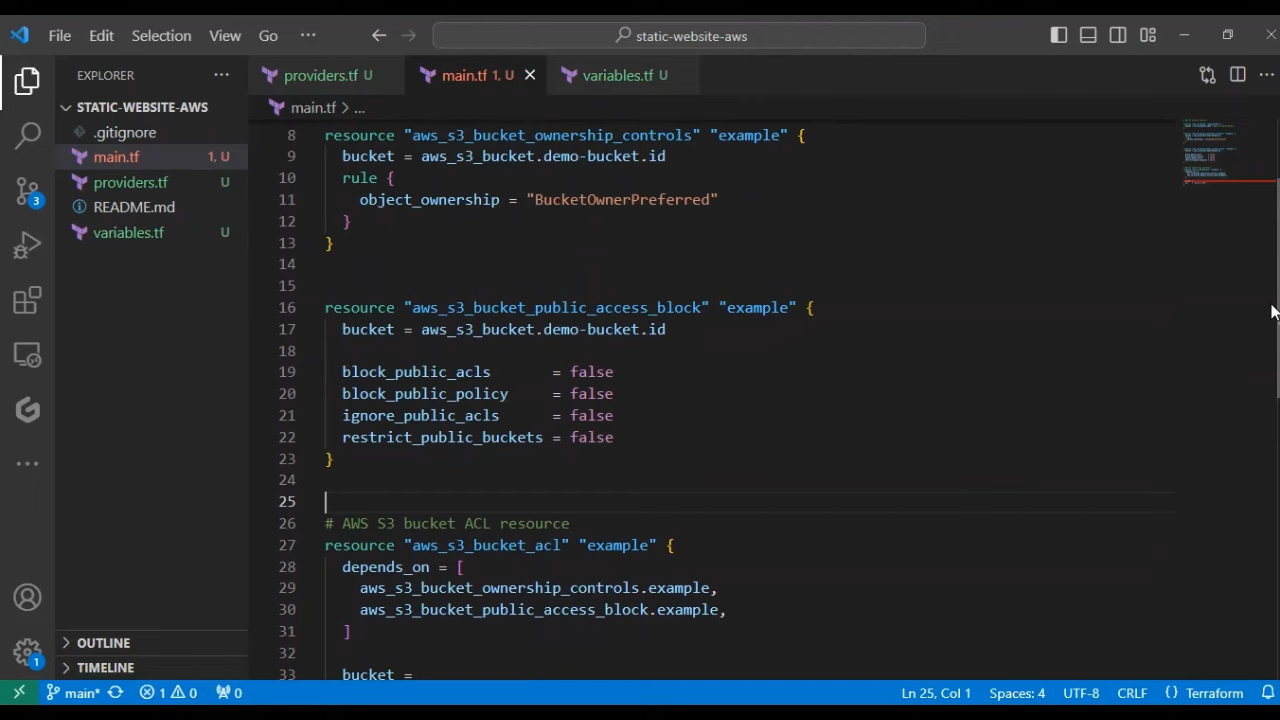 File Edit Selection View Go ··· static-website-aws
EXPLORER ···
STATIC-WEBSITE-AWS
.gitignore
main.tf 1, U
providers.tf U
README.md
variables.tf U
OUTLINE
TIMELINE
3
1
providers.tf U main.tf 1, U variables.tf U
main.tf > ...
8 resource "aws_s3_bucket_ownership_controls" "example" {
9 bucket = aws_s3_bucket.demo-bucket.id
10 rule {
11 object_ownership = "BucketOwnerPreferred"
12 }
13 }
14
15
16 resource "aws_s3_bucket_public_access_block" "example" {
17 bucket = aws_s3_bucket.demo-bucket.id
18
19 block_public_acls = false
20 block_public_policy = false
21 ignore_public_acls = false
22 restrict_public_buckets = false
23 }
24
25
26 # AWS S3 bucket ACL resource
27 resource "aws_s3_bucket_acl" "example" {
28 depends_on = [
29 aws_s3_bucket_ownership_controls.example,
30 aws_s3_bucket_public_access_block.example,
31 ]
32
33 bucket =
main* 1 0 0 Ln 25, Col 1 Spaces: 4 UTF-8 CRLF {} Terraform